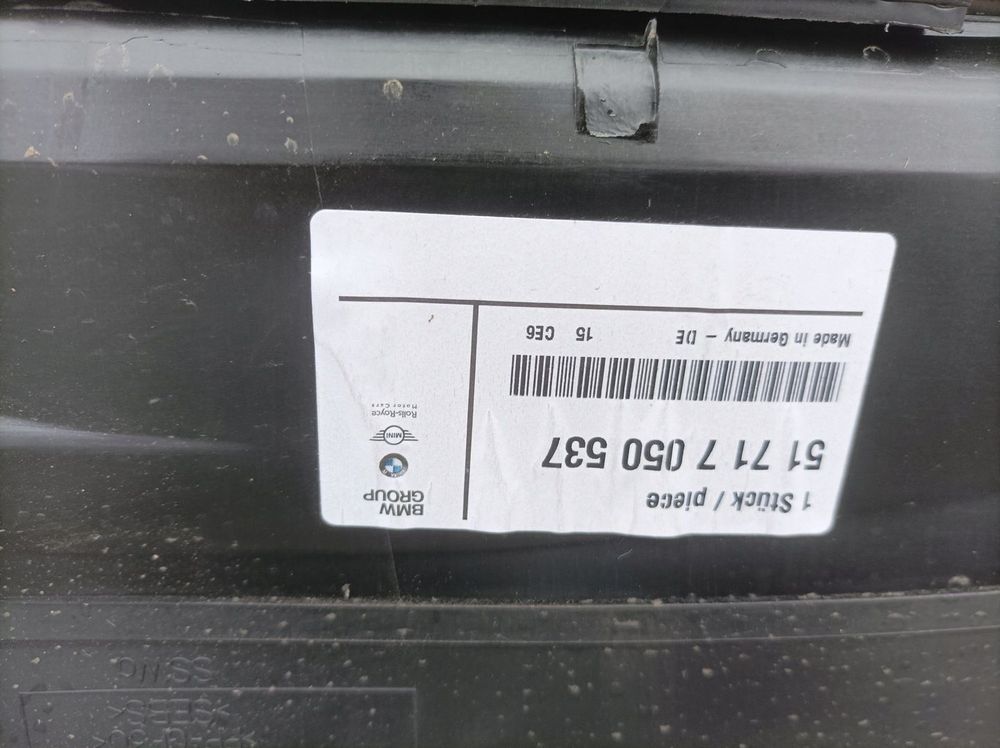 1 Stück / piece
51 71 7 050 537
Made in Germany – DE 15 CE6
BMW
GROUP
MINI
Rolls-Royce
Motor Cars